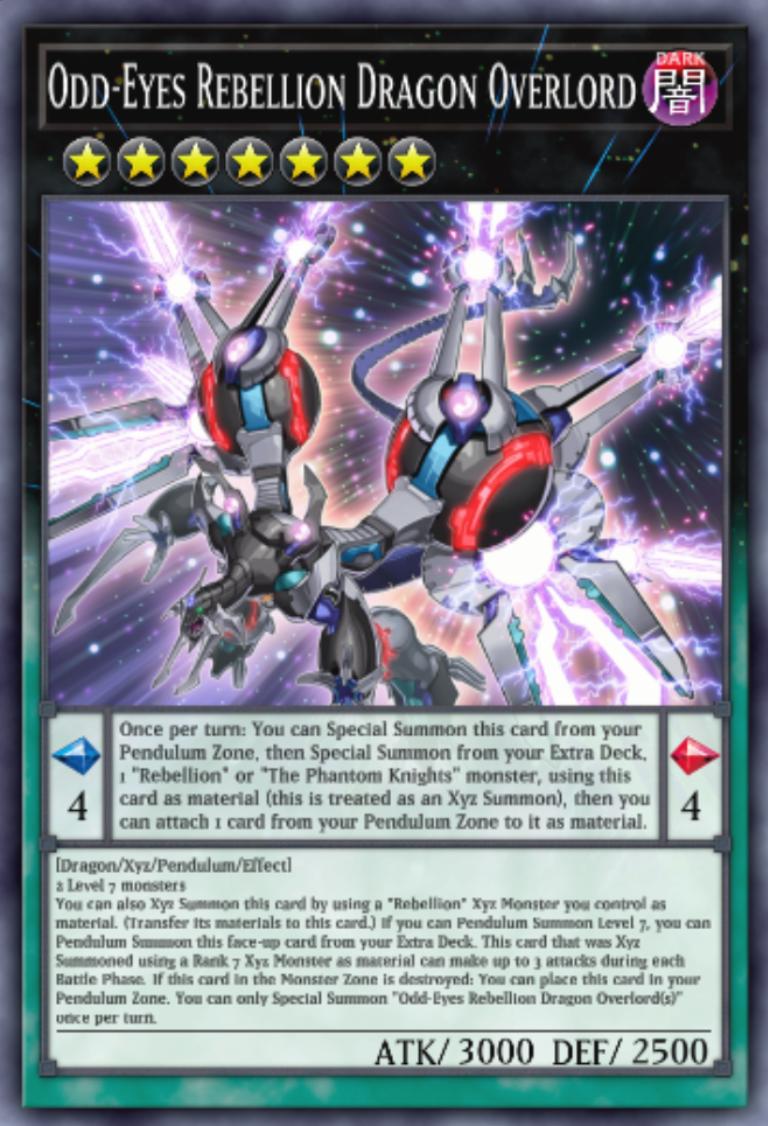 Odd-Eyes Rebellion Dragon Overlord
DARK
闇
Once per turn: You can Special Summon this card from your
Pendulum Zone, then Special Summon from your Extra Deck,
1 "Rebellion" or "The Phantom Knights" monster, using this
card as material (this is treated as an Xyz Summon), then you
can attach 1 card from your Pendulum Zone to it as material.
4
4
[Dragon/Xyz/Pendulum/Effect]
2 Level 7 monsters
You can also Xyz Summon this card by using a "Rebellion" Xyz Monster you control as
material. (Transfer its materials to this card.) If you can Pendulum Summon Level 7, you can
Pendulum Summon this face-up card from your Extra Deck. This card that was Xyz
Summoned using a Rank 7 Xyz Monster as material can make up to 3 attacks during each
Battle Phase. If this card in the Monster Zone is destroyed: You can place this card in your
Pendulum Zone. You can only Special Summon "Odd-Eyes Rebellion Dragon Overlord(s)"
once per turn.
ATK/ 3000 DEF/ 2500